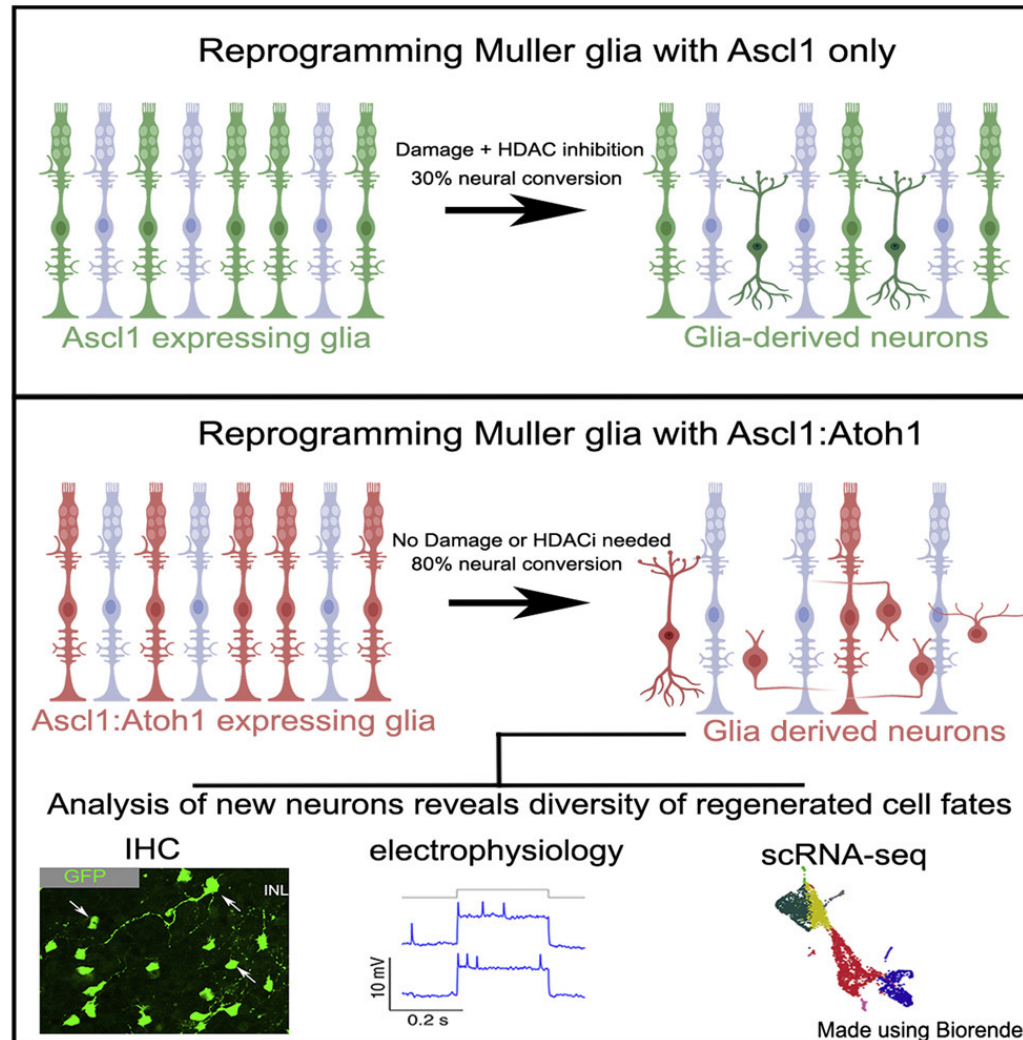 Reprogramming Muller glia with Ascl1 only
Damage + HDAC inhibition
30% neural conversion
Ascl1 expressing glia
Glia-derived neurons
Reprogramming Muller glia with Ascl1:Atoh1
No Damage or HDACi needed
80% neural conversion
Ascl1:Atoh1 expressing glia
Glia derived neurons
Analysis of new neurons reveals diversity of regenerated cell fates
IHC
electrophysiology
scRNA-seq
GFP
INL
10 mV
0.2 s
Made using Biorende